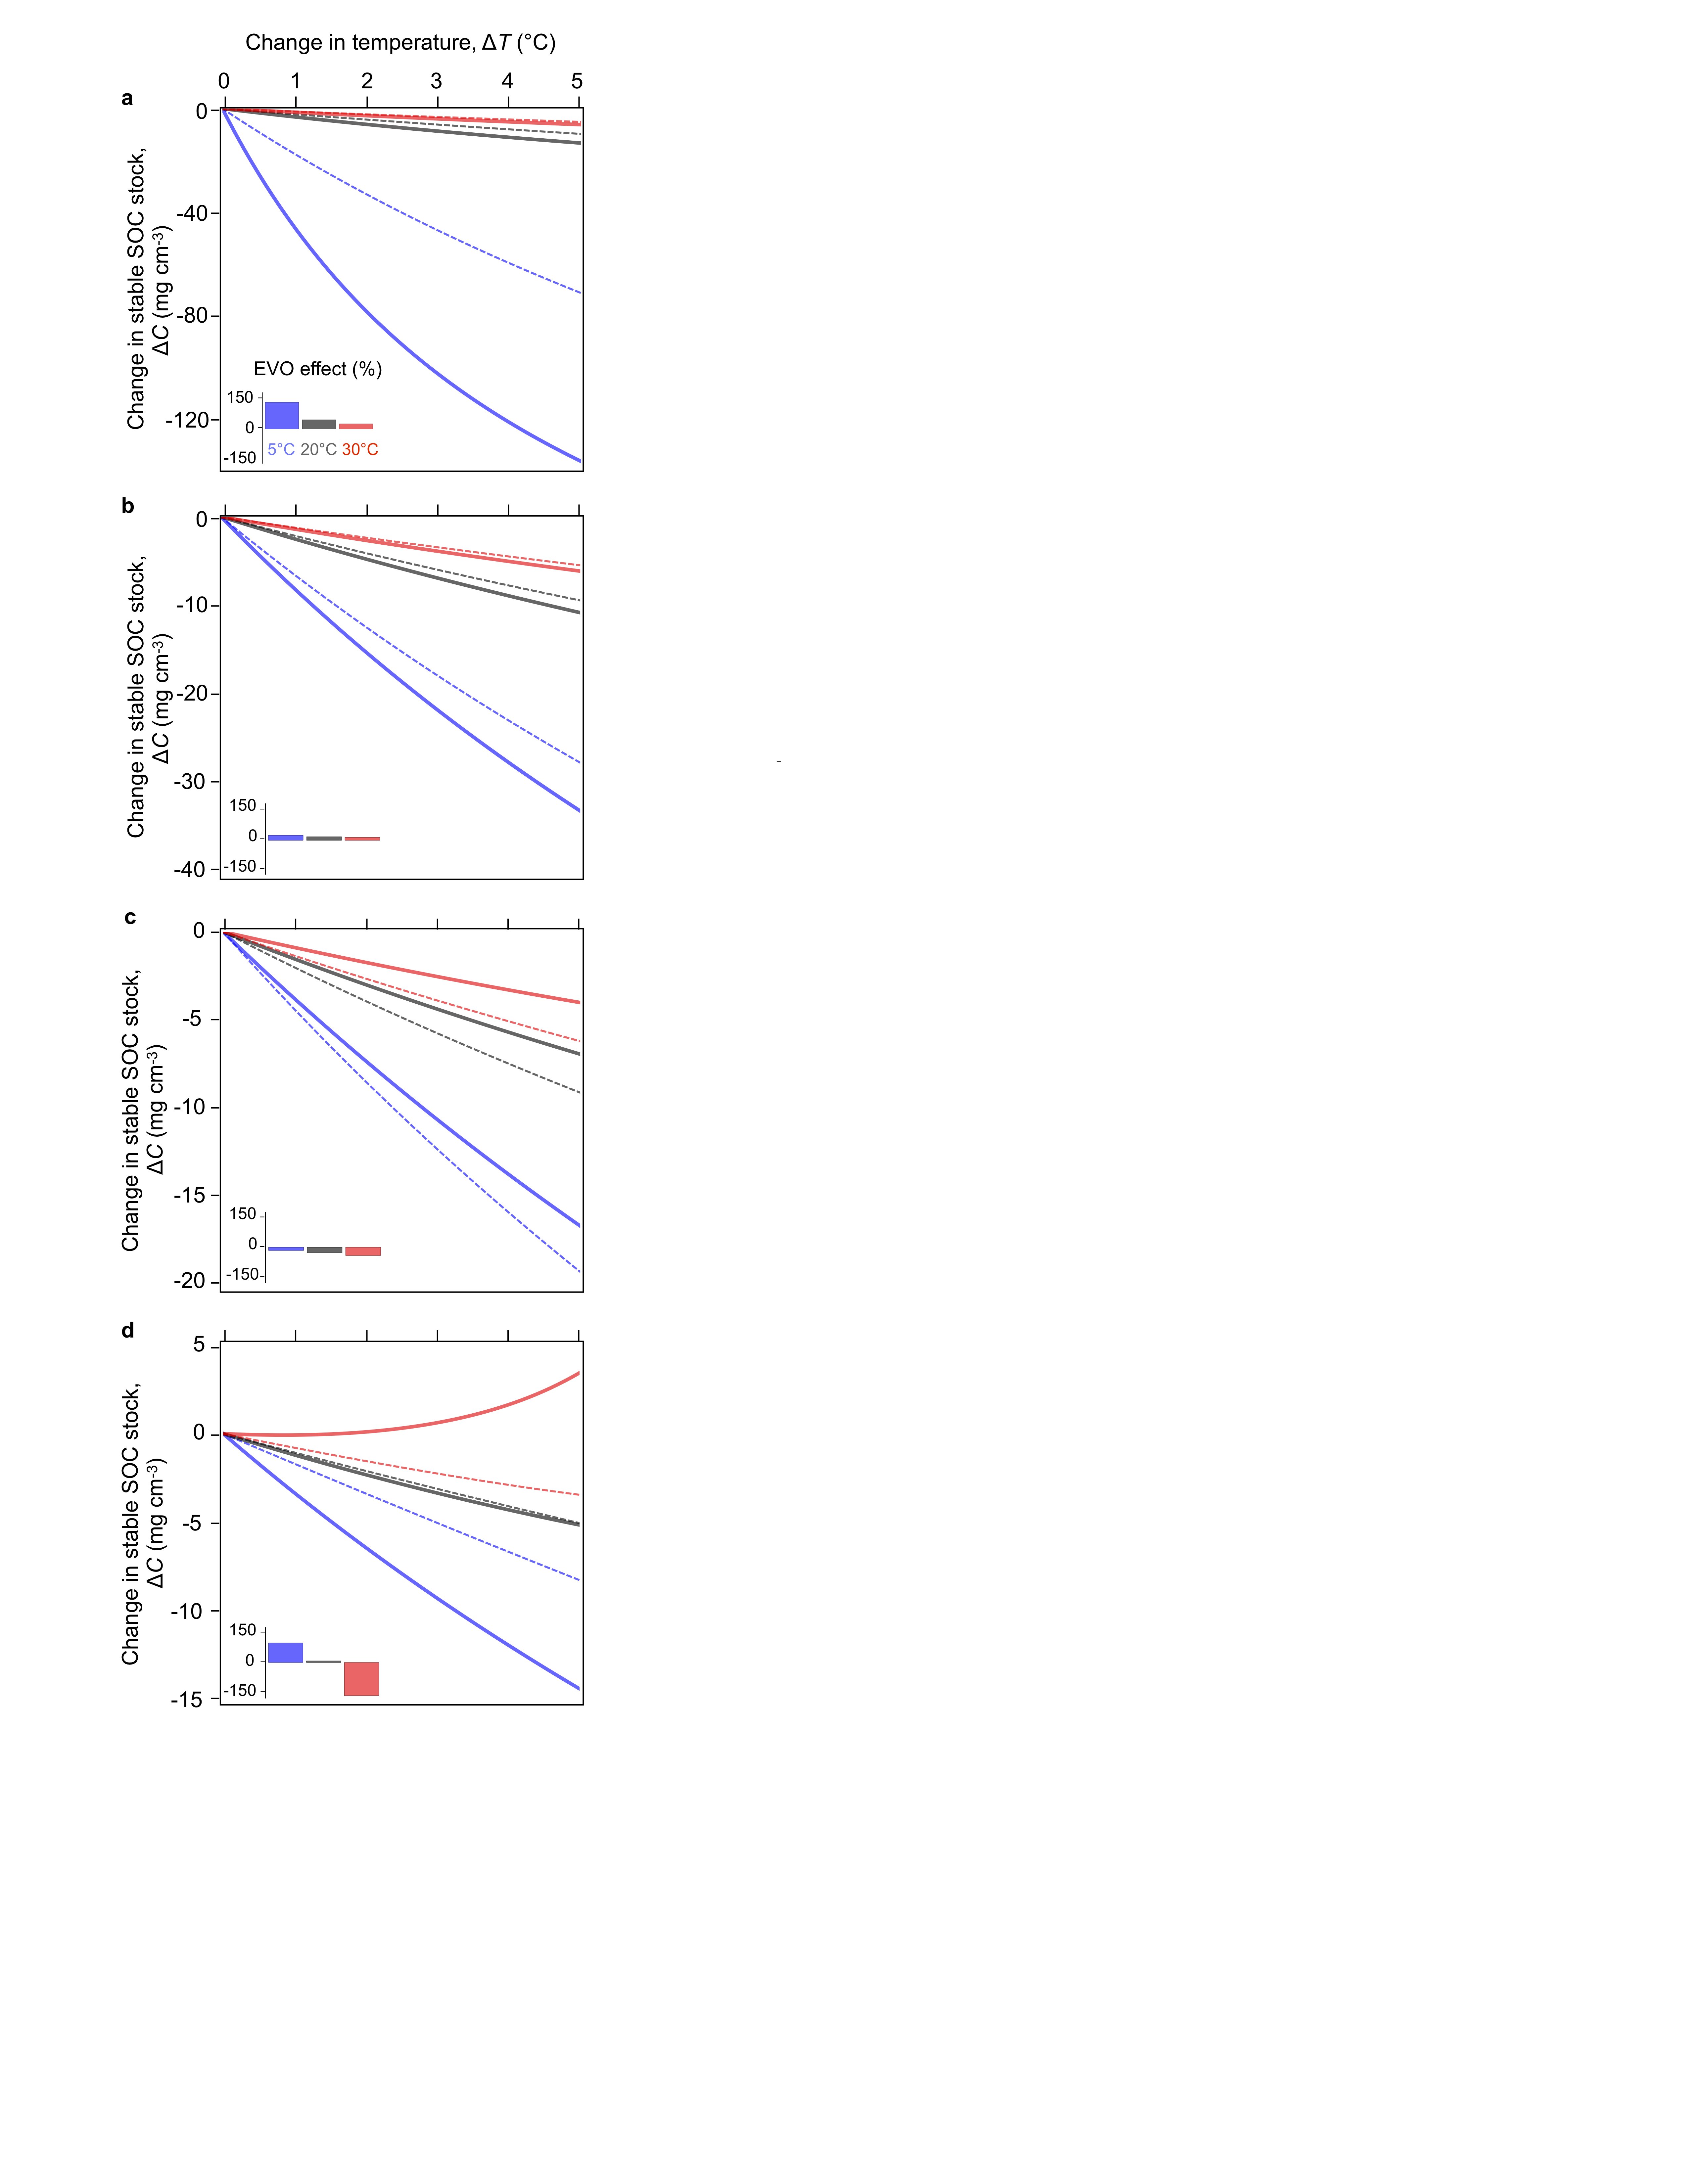 Change in temperature, ΔT (°C)
0 1 2 3 4 5
a
0
-40
-80
-120
Change in stable SOC stock,
ΔC (mg cm-3)
EVO effect (%)
150
0
-150
5°C 20°C 30°C
b
0
-10
-20
-30
-40
Change in stable SOC stock,
ΔC (mg cm-3)
150
0
-150
c
0
-5
-10
-15
-20
Change in stable SOC stock,
ΔC (mg cm-3)
150
0
-150
d
5
0
-5
-10
-15
Change in stable SOC stock,
ΔC (mg cm-3)
150
0
-150
-